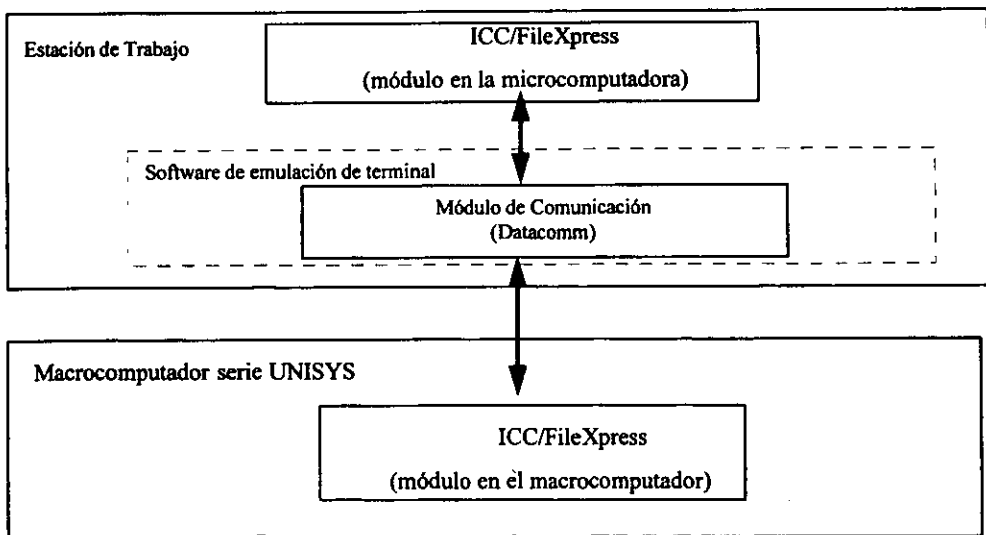 ICC/FileXpress
Estación de Trabajo
(módulo en la microcomputadora)
Software de emulación de terminal
Módulo de Comunicación
(Datacomm)
Macrocomputador serie UNISYS
ICC/FileXpress
(módulo en el macrocomputador)